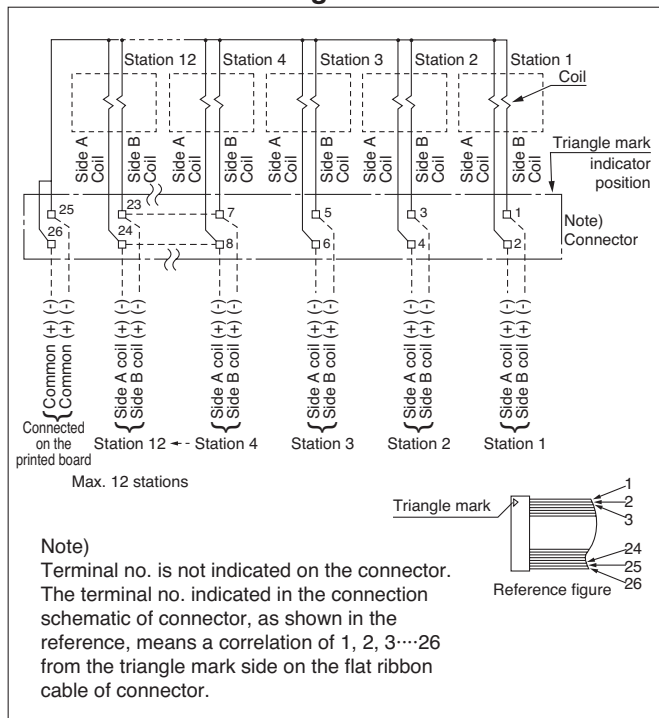 Station 12 Station 4 Station 3 Station 2 Station 1
Coil
Side A Coil
Side B Coil
Side A Coil
Side B Coil
Side A Coil
Side B Coil
Side A Coil
Side B Coil
Side A Coil
Side B Coil
Triangle mark
indicator
position
25 23 7 5 3 1
26 24 8 6 4 2
Note)
Connector
Common (+) (-)
Common (+) (-)
Side A coil (+) (-)
Side B coil (+) (-)
Side A coil (+) (-)
Side B coil (+) (-)
Side A coil (+) (-)
Side B coil (+) (-)
Side A coil (+) (-)
Side B coil (+) (-)
Side A coil (+) (-)
Side B coil (+) (-)
Connected
on the
printed board
Station 12 Station 4 Station 3 Station 2 Station 1
Max. 12 stations
Triangle mark
1
2
3
24
25
26
Reference figure
Note)
Terminal no. is not indicated on the connector.
The terminal no. indicated in the connection
schematic of connector, as shown in the
reference, means a correlation of 1, 2, 3····26
from the triangle mark side on the flat ribbon
cable of connector.